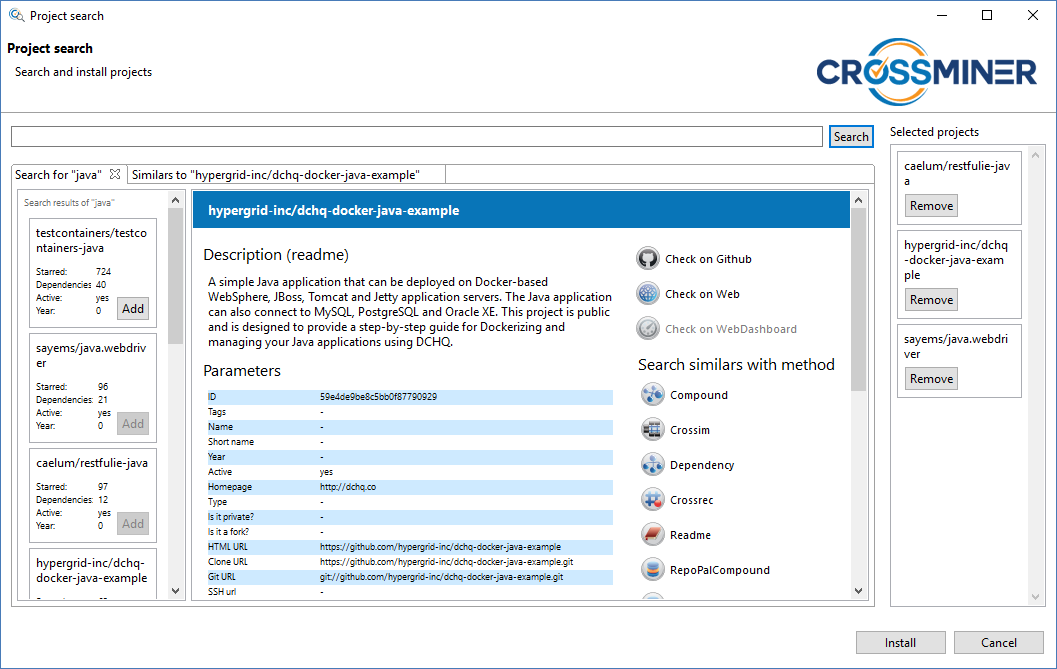 Project search
Project search
Search and install projects
CROSSMINER
Search
Selected projects
Search for "java"
Similars to "hypergrid-inc/dchq-docker-java-example"
Search results of "java"
testcontainers/testco
ntainers-java
Starred: 724
Dependencies 40
Active: yes
Year: 0
Add
sayems/java.webdriv
er
Starred: 96
Dependencies: 21
Active: yes
Year: 0
Add
caelum/restfulie-java
Starred: 97
Dependencies: 12
Active: yes
Year: 0
Add
hypergrid-inc/dchq-
docker-java-example
hypergrid-inc/dchq-docker-java-example
Description (readme)
A simple Java application that can be deployed on Docker-based
WebSphere, JBoss, Tomcat and Jetty application servers. The Java application
can also connect to MySQL, PostgreSQL and Oracle XE. This project is public
and is designed to provide a step-by-step guide for Dockerizing and
managing your Java applications using DCHQ.
Parameters
ID 59e4de9be8c5bb0f87790929
Tags -
Name -
Short name -
Year -
Active yes
Homepage http://dchq.co
Type -
Is it private? -
Is it a fork? -
HTML URL https://github.com/hypergrid-inc/dchq-docker-java-example
Clone URL https://github.com/hypergrid-inc/dchq-docker-java-example.git
Git URL git://github.com/hypergrid-inc/dchq-docker-java-example.git
SSH url -
Check on Github
Check on Web
Check on WebDashboard
Search similars with method
Compound
Crossim
Dependency
Crossrec
Readme
RepoPalCompound
caelum/restfulie-jav
a
Remove
hypergrid-inc/dchq
-docker-java-exam
ple
Remove
sayems/java.webdri
ver
Remove
Install
Cancel